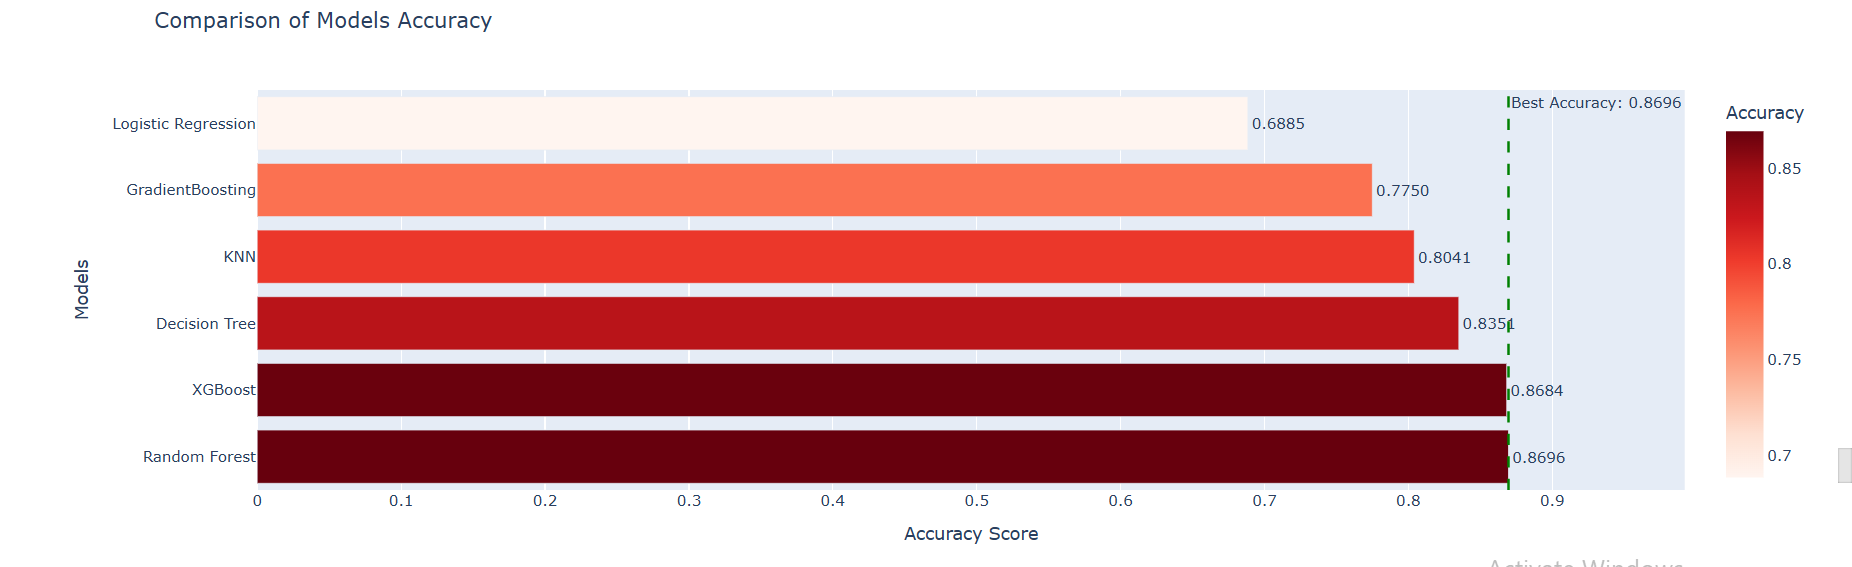 Comparison of Models Accuracy
Best Accuracy: 0.8696
Accuracy
Logistic Regression 0.6885
GradientBoosting 0.7750
KNN 0.8041
Decision Tree 0.8351
XGBoost 0.8684
Random Forest 0.8696
Models
0 0.1 0.2 0.3 0.4 0.5 0.6 0.7 0.8 0.9
Accuracy Score
0.85
0.8
0.75
0.7
Activate Windows